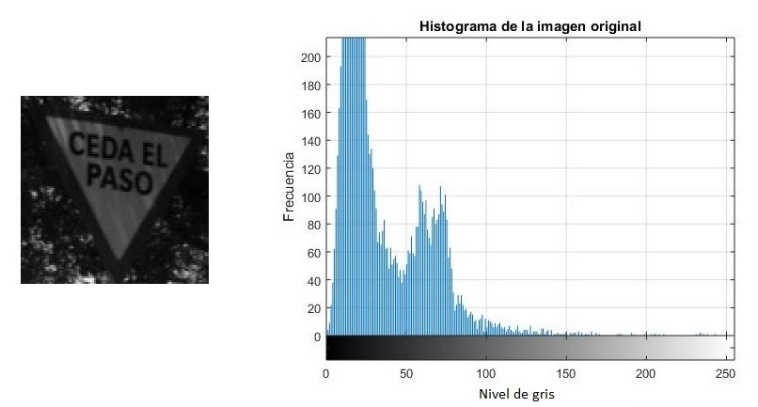 CEDA EL
PASO
Histograma de la imagen original
Frecuencia
200
180
160
140
120
100
80
60
40
20
0
0 50 100 150 200 250
Nivel de gris